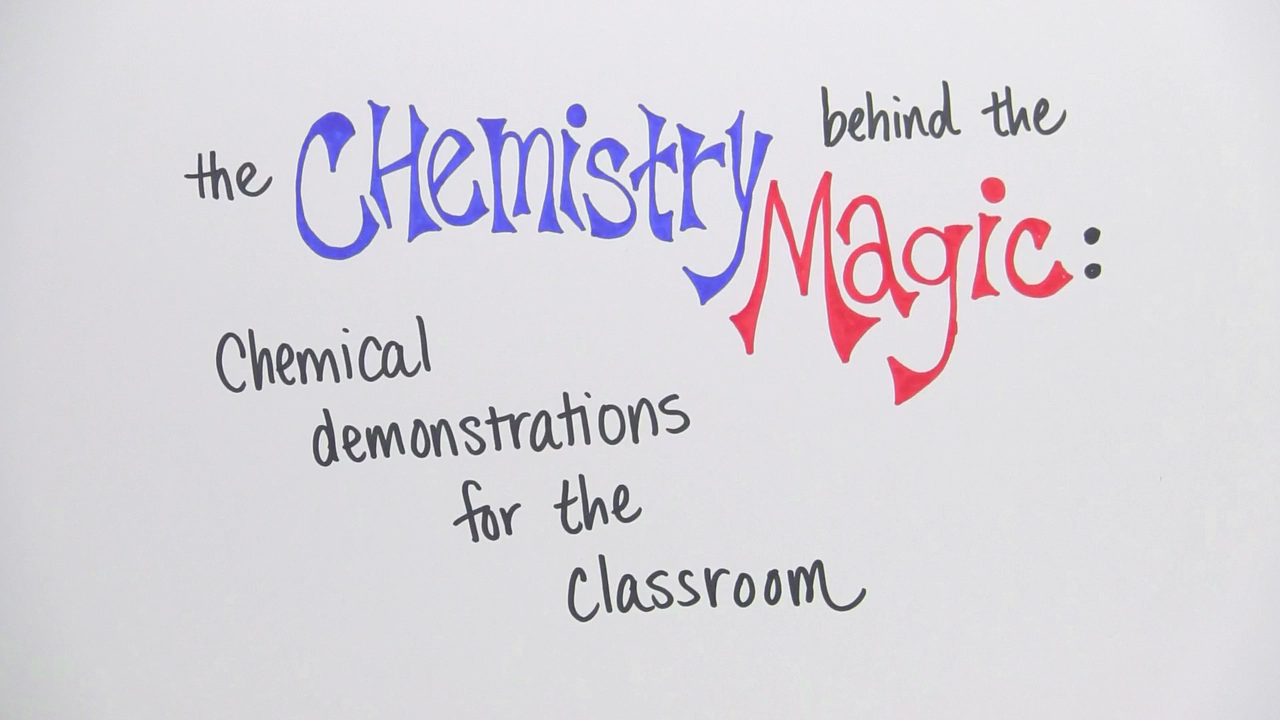 the CHemistry behind the
Magic:
Chemical
demonstrations
for the
classroom